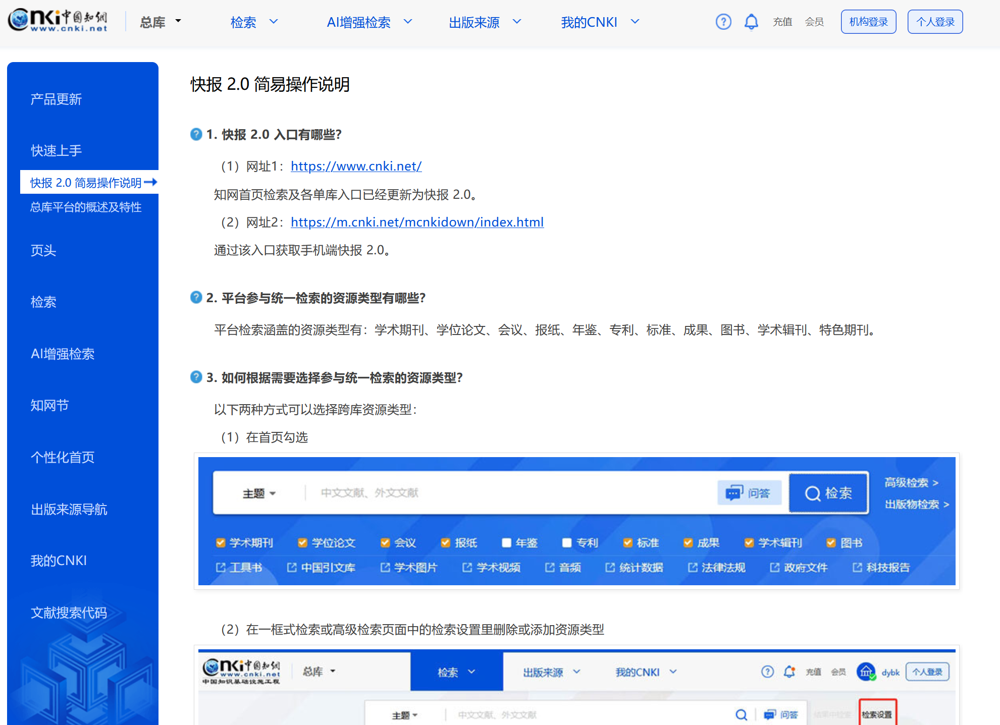 cnki中国知网
www.cnki.net
总库 检索 AI增强检索 出版来源 我的CNKI ? 充值 会员 机构登录 个人登录
产品更新
快速上手
快报 2.0 简易操作说明
总库平台的概述及特性
页头
检索
AI增强检索
知网节
个性化首页
出版来源导航
我的CNKI
文献搜索代码
快报 2.0 简易操作说明
1. 快报 2.0 入口有哪些？
（1）网址1：https://www.cnki.net/
知网首页检索及各单库入口已经更新为快报 2.0。
（2）网址2：https://m.cnki.net/mcnkidown/index.html
通过该入口获取手机端快报 2.0。
2. 平台参与统一检索的资源类型有哪些？
平台检索涵盖的资源类型有：学术期刊、学位论文、会议、报纸、年鉴、专利、标准、成果、图书、学术辑刊、特色期刊。
3. 如何根据需要选择参与统一检索的资源类型？
以下两种方式可以选择跨库资源类型：
（1）在首页勾选
主题 中文文献、外文文献 问答 检索 高级检索 >
出版物检索 >
学术期刊 学位论文 会议 报纸 年鉴 专利 标准 成果 学术辑刊 图书
工具书 中国引文库 学术图片 学术视频 音频 统计数据 法律法规 政府文件 科技报告
（2）在一框式检索或高级检索页面中的检索设置里删除或添加资源类型
cnki中国知网
www.cnki.net
中国知识基础设施工程
总库 检索 出版来源 我的CNKI ? 充值 会员 dybk 个人登录
主题 中文文献、外文文献 问答 结果中检索 检索设置